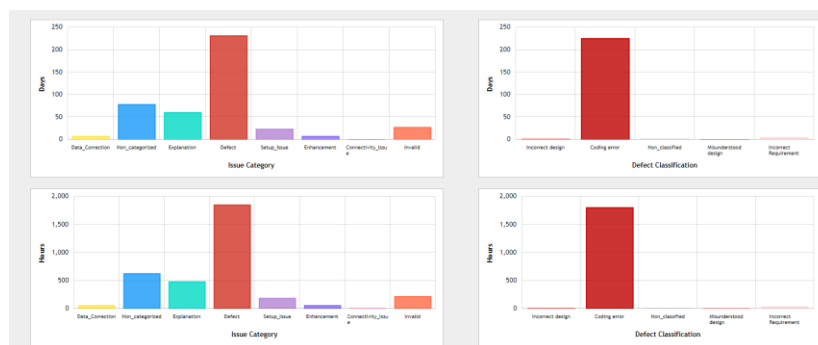 250
200
150
100
50
0
Days
Data_Correction Non_categorized Explanation Defect Setup_Issue Enhancement Connectivity_Issu
e
Invalid
Issue Category
250
200
150
100
50
0
Days
Incorrect design Coding error Non_classified Misunderstood
design
Incorrect
Requirement
Defect Classification
2,000
1,500
1,000
500
0
Hours
Data_Correction Non_categorized Explanation Defect Setup_Issue Enhancement Connectivity_Issu
e
Invalid
Issue Category
2,000
1,500
1,000
500
0
Hours
Incorrect design Coding error Non_classified Misunderstood
design
Incorrect
Requirement
Defect Classification